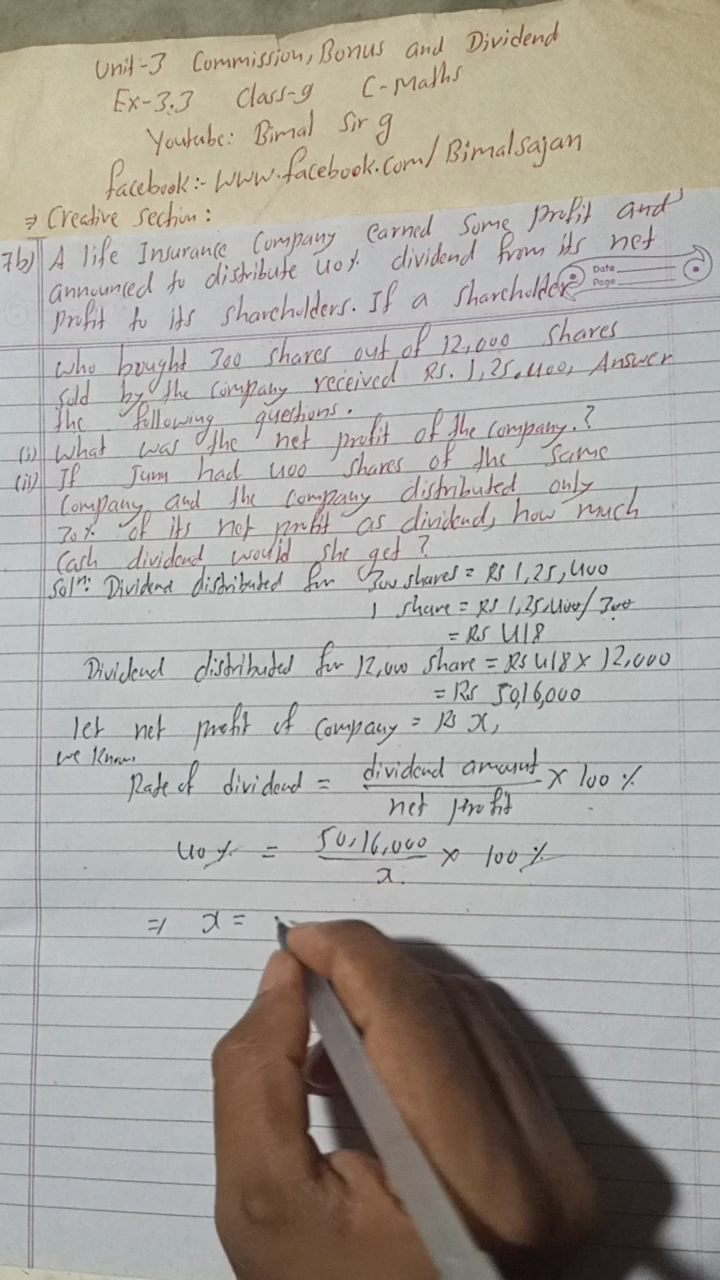 Unit-3 Commission, Bonus and Dividend
Ex-3.3 Class-9 C-Maths
Youtube: Bimal Sir g
facebook:- www.facebook.com/Bimalsajan
⇒ Creative section:
7b) A life Insurance Company earned some profit and
announced to distribute 40% dividend from its net
profit to its shareholders. If a shareholder
Date
Page
who bought 300 shares out of 12,000 shares
sold by the company received Rs. 1,25,400, Answer
the following questions.
(i) What was the net profit of the company.?
(ii) If had 400 shares of the same
Company and the company distributed only
of its net profit as dividend, how much
Cash dividend would she get?
Solⁿ: Dividend distributed for 300 shares = Rs 1,25,400
1 share = Rs 1,25,400/300
= Rs 418
Dividend distributed for 12,000 share = Rs 418 × 12,000
= Rs 50,16,000
let net profit of company = Rs x,
we know
Rate of dividend = dividend amount / net profit × 100%
40% = 50,16,000 / x × 100%
⇒ x =